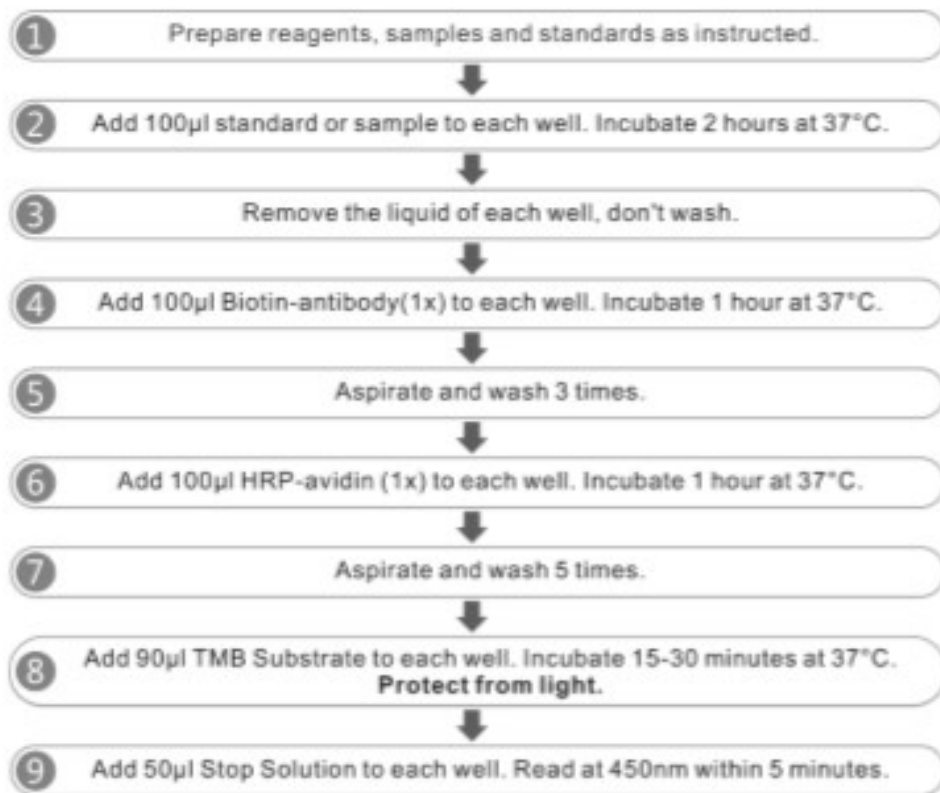 1 Prepare reagents, samples and standards as instructed.
2 Add 100μl standard or sample to each well. Incubate 2 hours at 37°C.
3 Remove the liquid of each well, don't wash.
4 Add 100μl Biotin-antibody(1x) to each well. Incubate 1 hour at 37°C.
5 Aspirate and wash 3 times.
6 Add 100μl HRP-avidin (1x) to each well. Incubate 1 hour at 37°C.
7 Aspirate and wash 5 times.
8 Add 90μl TMB Substrate to each well. Incubate 15-30 minutes at 37°C.
Protect from light.
9 Add 50μl Stop Solution to each well. Read at 450nm within 5 minutes.